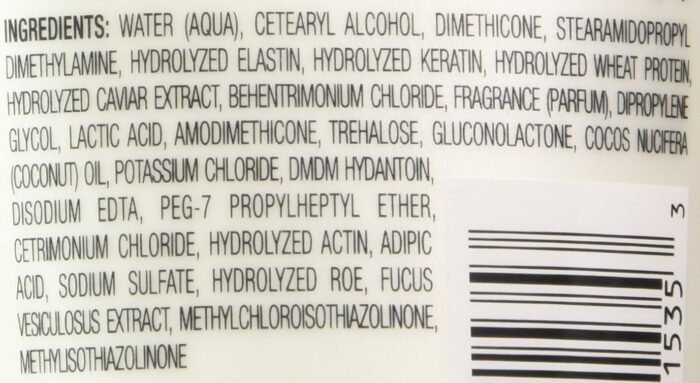 INGREDIENTS: WATER (AQUA), CETEARYL ALCOHOL, DIMETHICONE, STEARAMIDOPROPYL
DIMETHYLAMINE, HYDROLYZED ELASTIN, HYDROLYZED KERATIN, HYDROLYZED WHEAT PROTEIN,
HYDROLYZED CAVIAR EXTRACT, BEHENTRIMONIUM CHLORIDE, FRAGRANCE (PARFUM), DIPROPYLENE
GLYCOL, LACTIC ACID, AMODIMETHICONE, TREHALOSE, GLUCONOLACTONE, COCOS NUCIFERA
(COCONUT) OIL, POTASSIUM CHLORIDE, DMDM HYDANTOIN,
DISODIUM EDTA, PEG-7 PROPYLHEPTYL ETHER,
CETRIMONIUM CHLORIDE, HYDROLYZED ACTIN, ADIPIC
ACID, SODIUM SULFATE, HYDROLYZED ROE, FUCUS
VESICULOSUS EXTRACT, METHYLCHLOROISOTHIAZOLINONE,
METHYLISOTHIAZOLINONE
1535 3